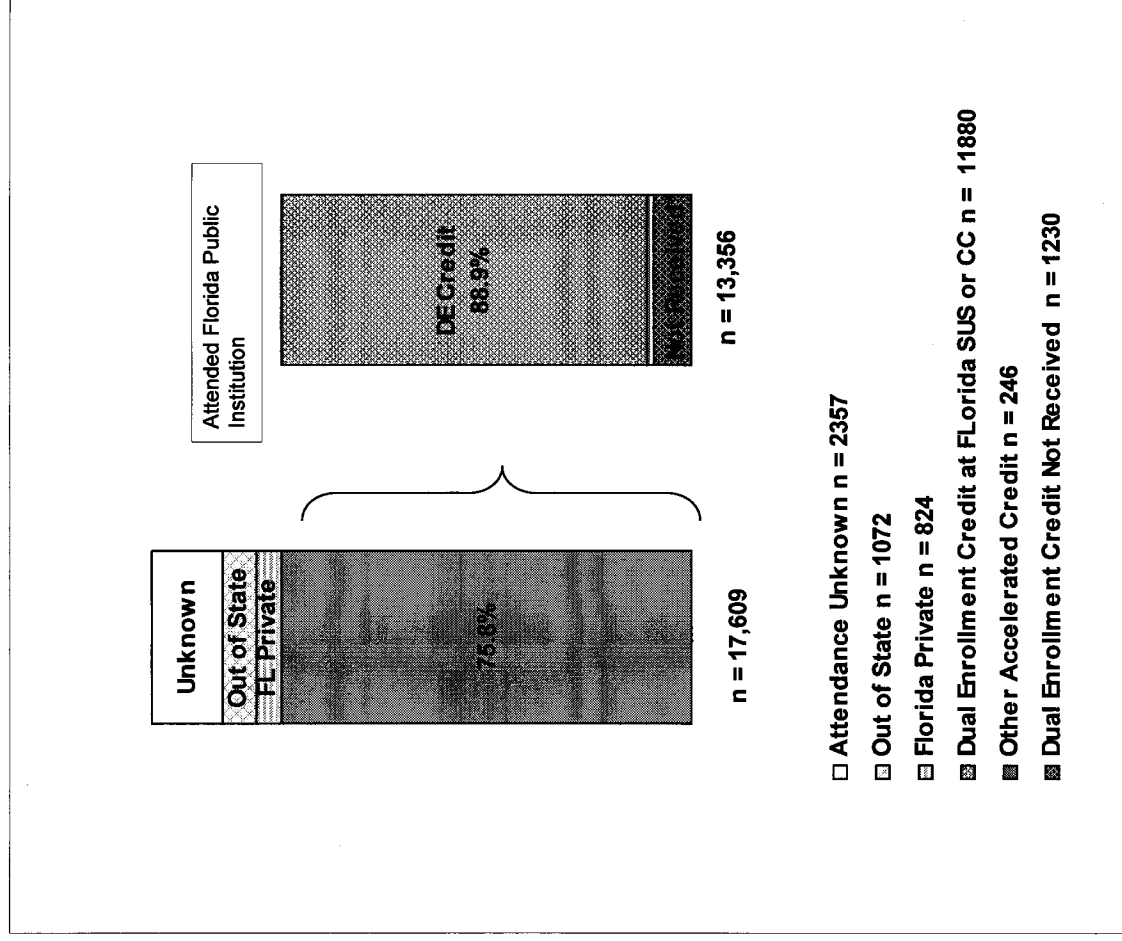 Attended Florida Public
Institution
Unknown
Out of State
FL Private
75.8%
n = 17,609
DE Credit
88.9%
Not Received
n = 13,356
Attendance Unknown n = 2357
Out of State n = 1072
Florida Private n = 824
Dual Enrollment Credit at FLorida SUS or CC n = 11880
Other Accelerated Credit n = 246
Dual Enrollment Credit Not Received n = 1230